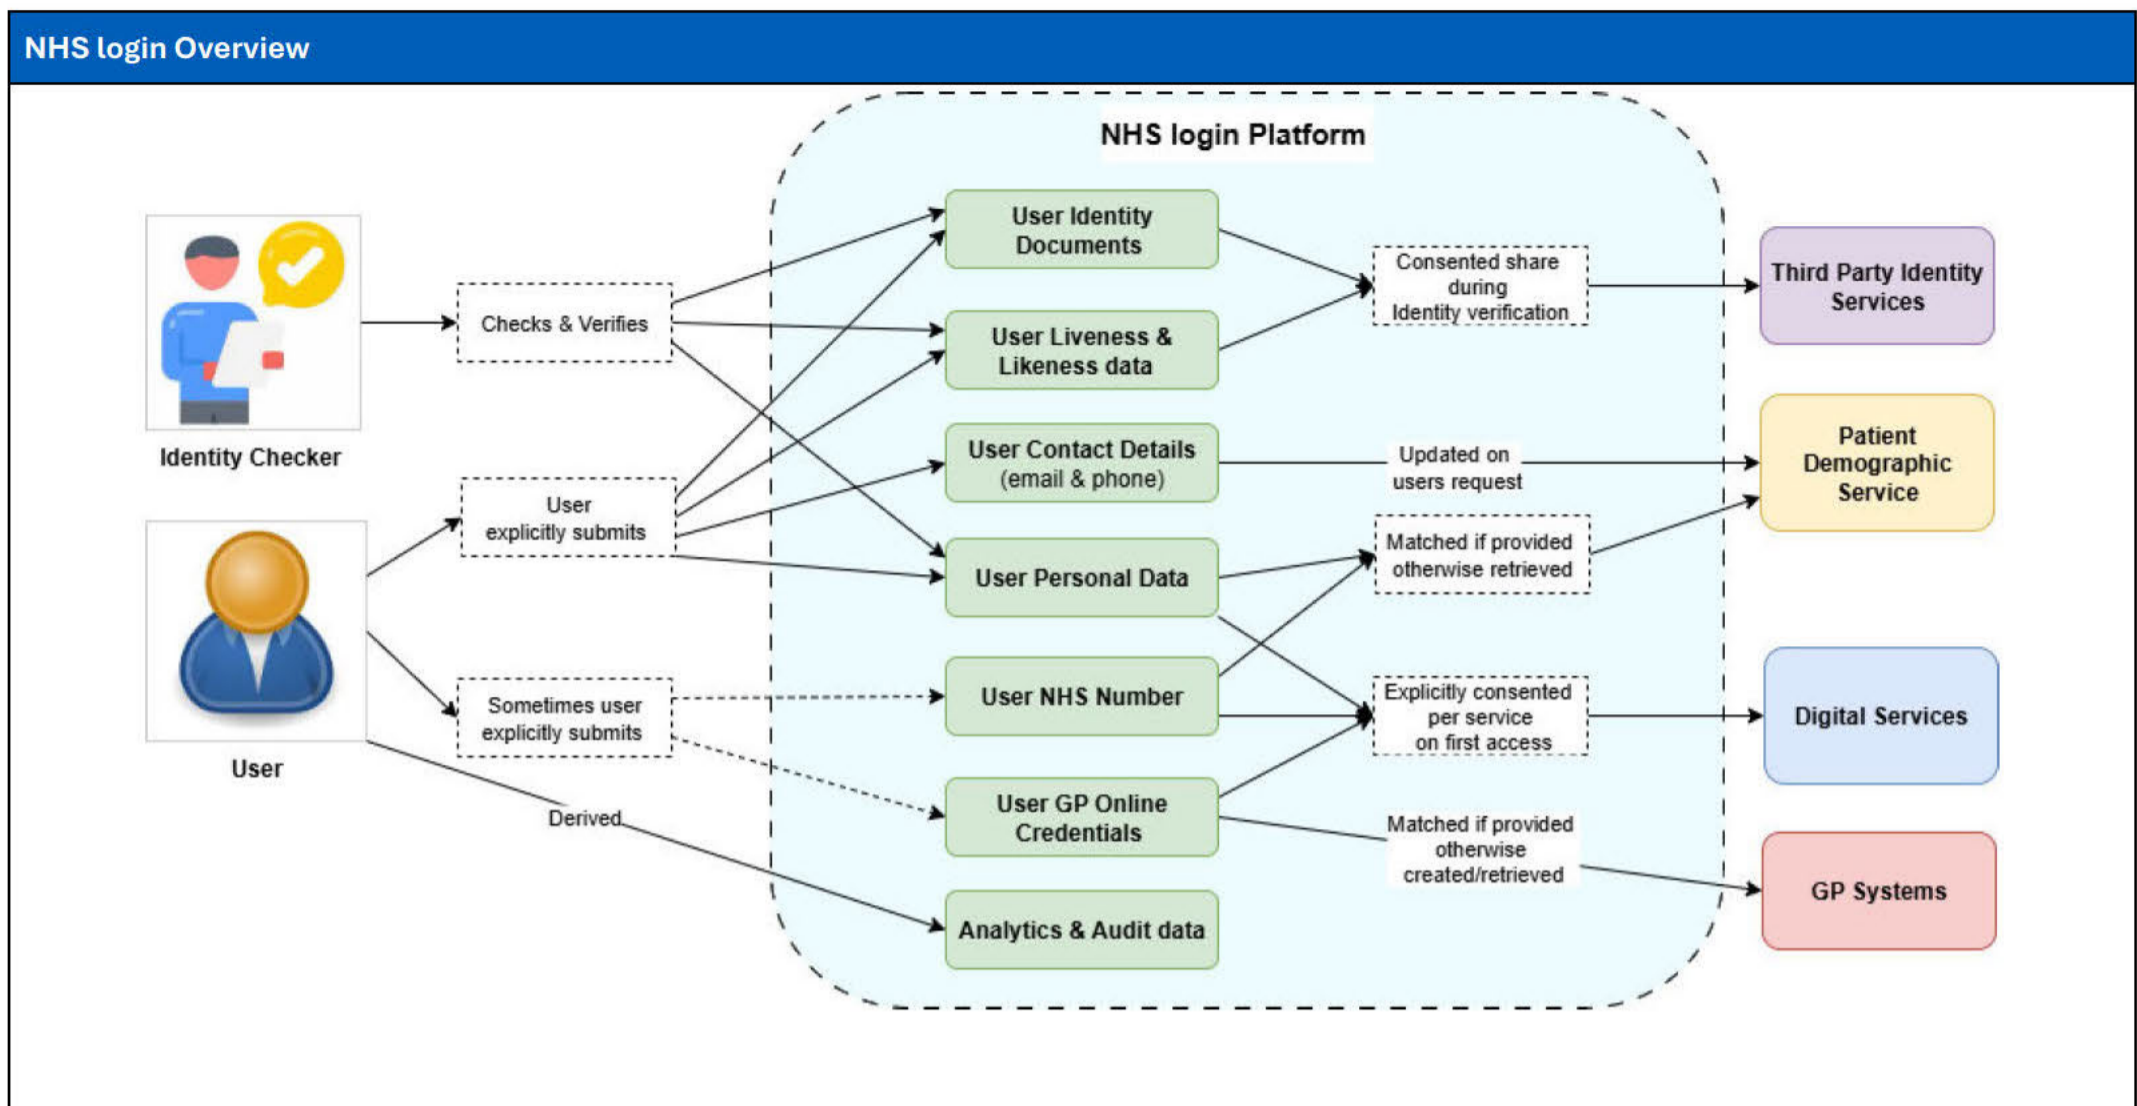 NHS login Overview
NHS login Platform
Identity Checker
User
Checks & Verifies
User
explicitly submits
Sometimes user
explicitly submits
Derived
User Identity
Documents
User Liveness &
Likeness data
User Contact Details
(email & phone)
User Personal Data
User NHS Number
User GP Online
Credentials
Analytics & Audit data
Consented share
during
Identity verification
Updated on
users request
Matched if provided
otherwise retrieved
Explicitly consented
per service
on first access
Matched if provided
otherwise
created/retrieved
Third Party Identity
Services
Patient
Demographic
Service
Digital Services
GP Systems